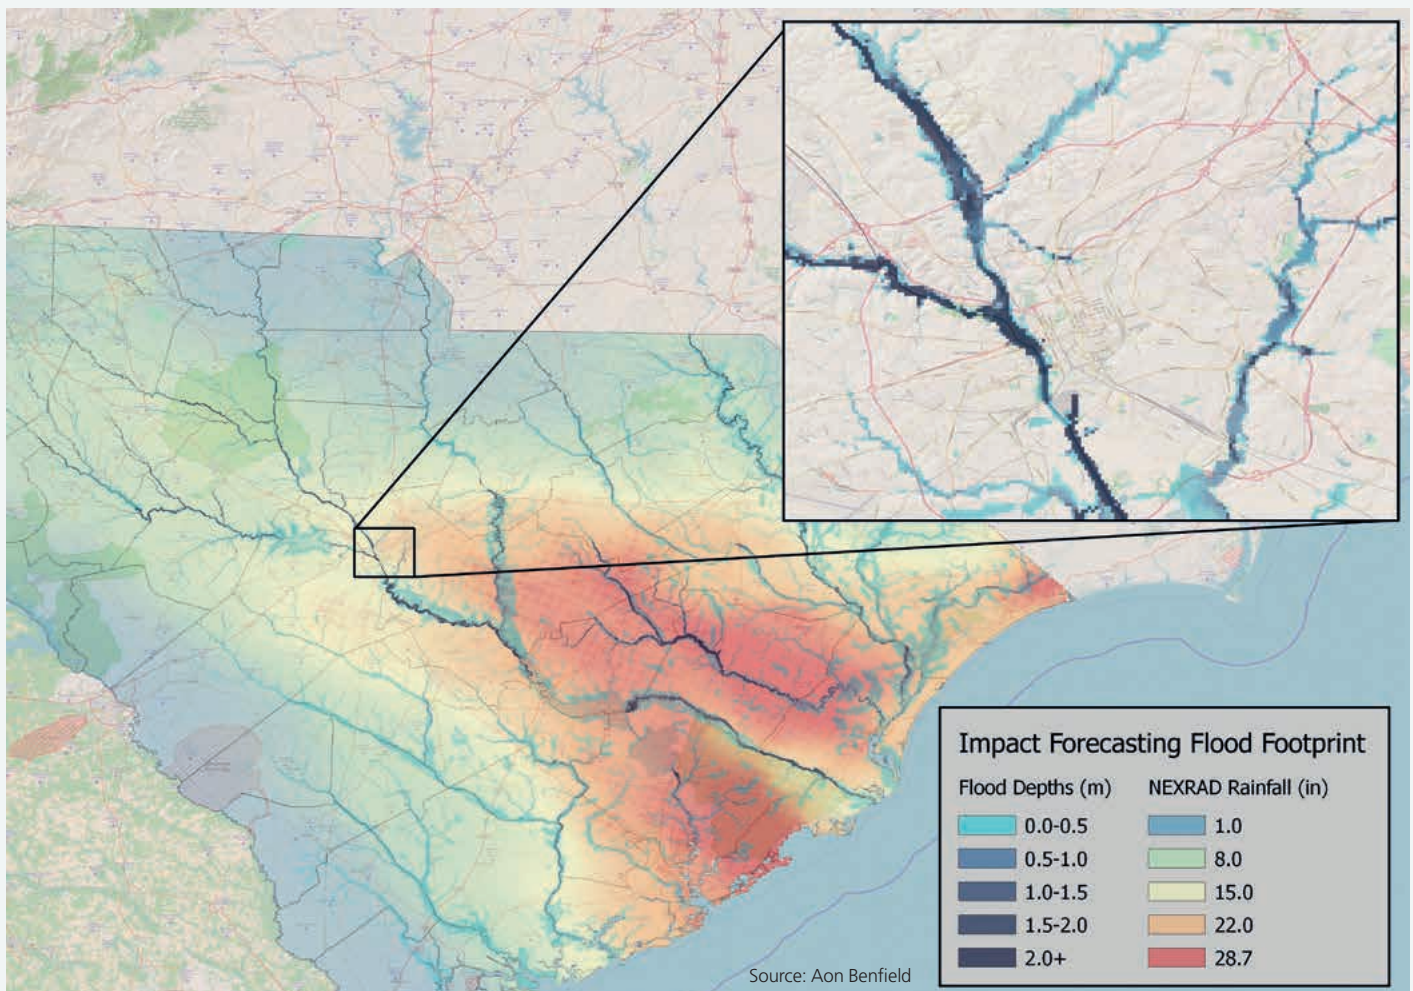 Impact Forecasting Flood Footprint
Flood Depths (m) NEXRAD Rainfall (in)
0.0-0.5 1.0
0.5-1.0 8.0
1.0-1.5 15.0
1.5-2.0 22.0
2.0+ 28.7
Source: Aon Benfield